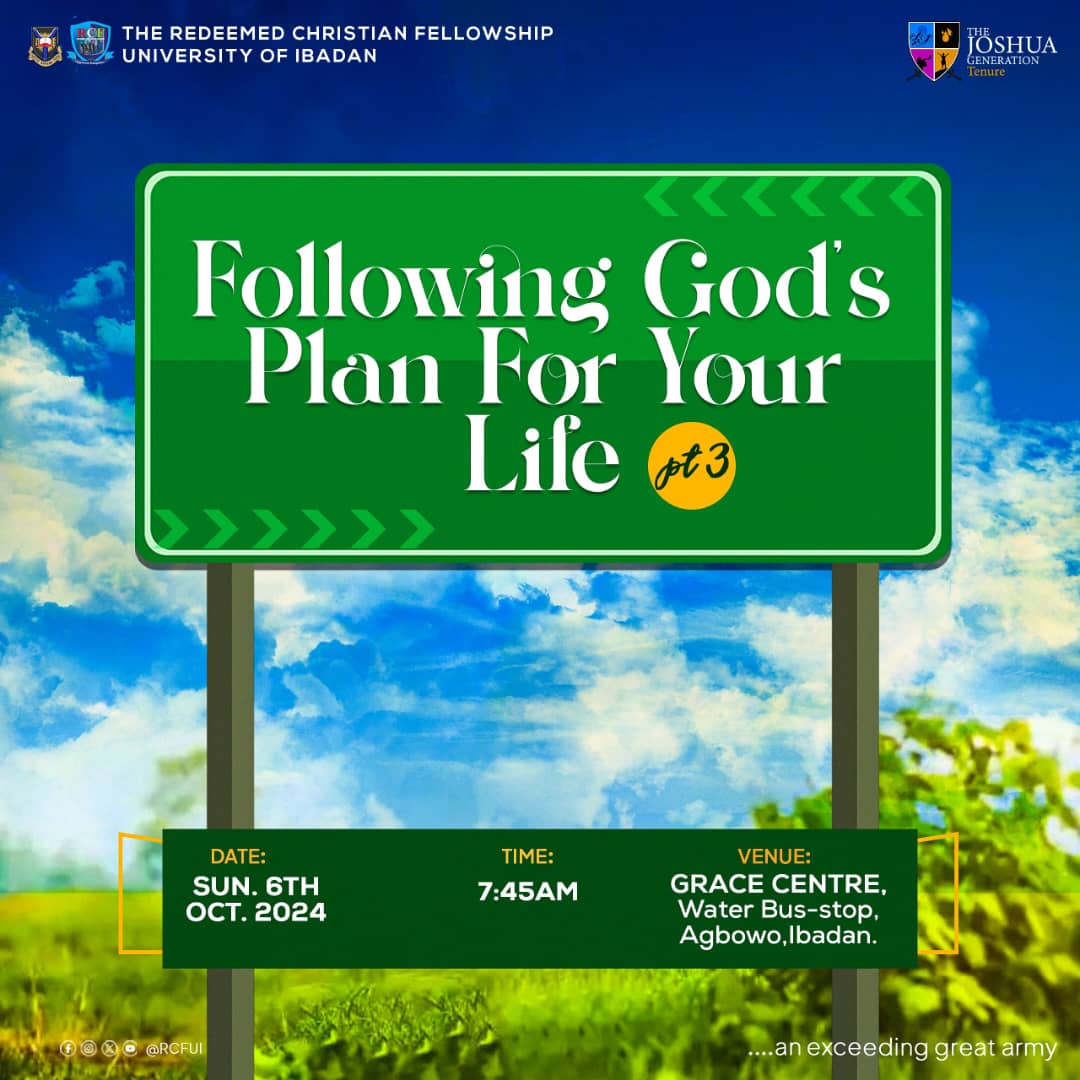 THE REDEEMED CHRISTIAN FELLOWSHIP
UNIVERSITY OF IBADAN
THE
JOSHUA
GENERATION
Tenure
Following God's
Plan For Your
Life pt 3
DATE:
SUN. 6TH
OCT. 2024
TIME:
7:45AM
VENUE:
GRACE CENTRE,
Water Bus-stop,
Agbowo,Ibadan.
@RCFUI
....an exceeding great army